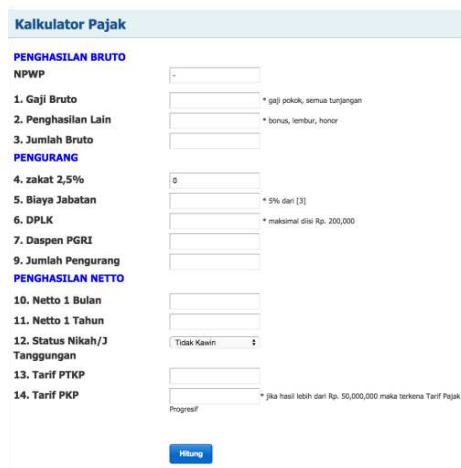 Kalkulator Pajak
PENGHASILAN BRUTO
NPWP -
1. Gaji Bruto * gaji pokok, semua tunjangan
2. Penghasilan Lain * bonus, lembur, honor
3. Jumlah Bruto
PENGURANG
4. zakat 2,5% 0
5. Biaya Jabatan * 5% dari [3]
6. DPLK * maksimal diisi Rp. 200,000
7. Daspen PGRI
9. Jumlah Pengurang
PENGHASILAN NETTO
10. Netto 1 Bulan
11. Netto 1 Tahun
12. Status Nikah/J Tidak Kawin
Tanggungan
13. Tarif PTKP
14. Tarif PKP * jika hasil lebih dari Rp. 50,000,000 maka terkena Tarif Pajak
Progresif
Hitung